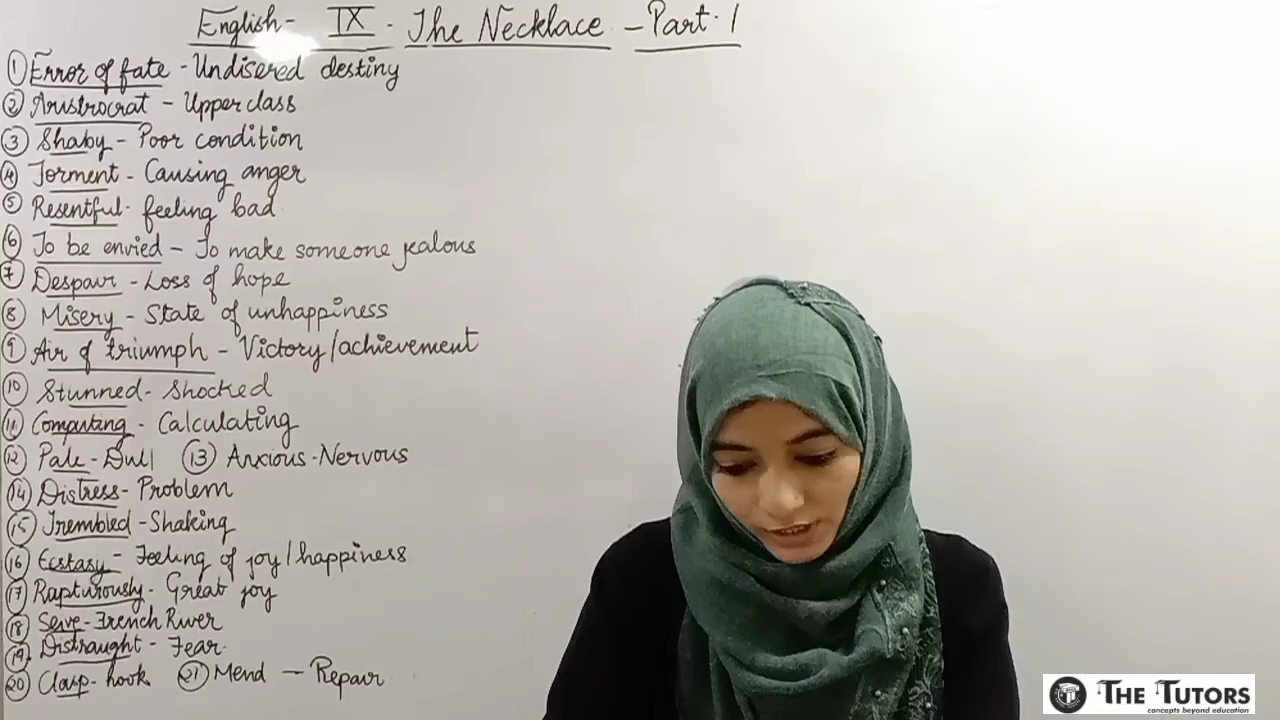 English- IX - The Necklace - Part-1
① Error of fate - Undisered destiny
② Aristrocrat - Upper class
③ Shaby - Poor condition
④ Torment - Causing anger
⑤ Resentful - feeling bad
⑥ To be envied - To make someone jealous
⑦ Despair - Loss of hope
⑧ Misery - State of unhappiness
⑨ Air of triumph - Victory/achievement
⑩ Stunned - Shocked
⑪ Computing - Calculating
⑫ Pale - Dull ⑬ Anxious - Nervous
⑭ Distress - Problem
⑮ Trembled - Shaking
⑯ Ecstasy - Feeling of joy/happiness
⑰ Rapturously - Great joy
⑱ Seine - French River
⑲ Distraught - Fear
⑳ Clasp - hook ㉑ Mend - Repair
THE TUTORS
concepts beyond education